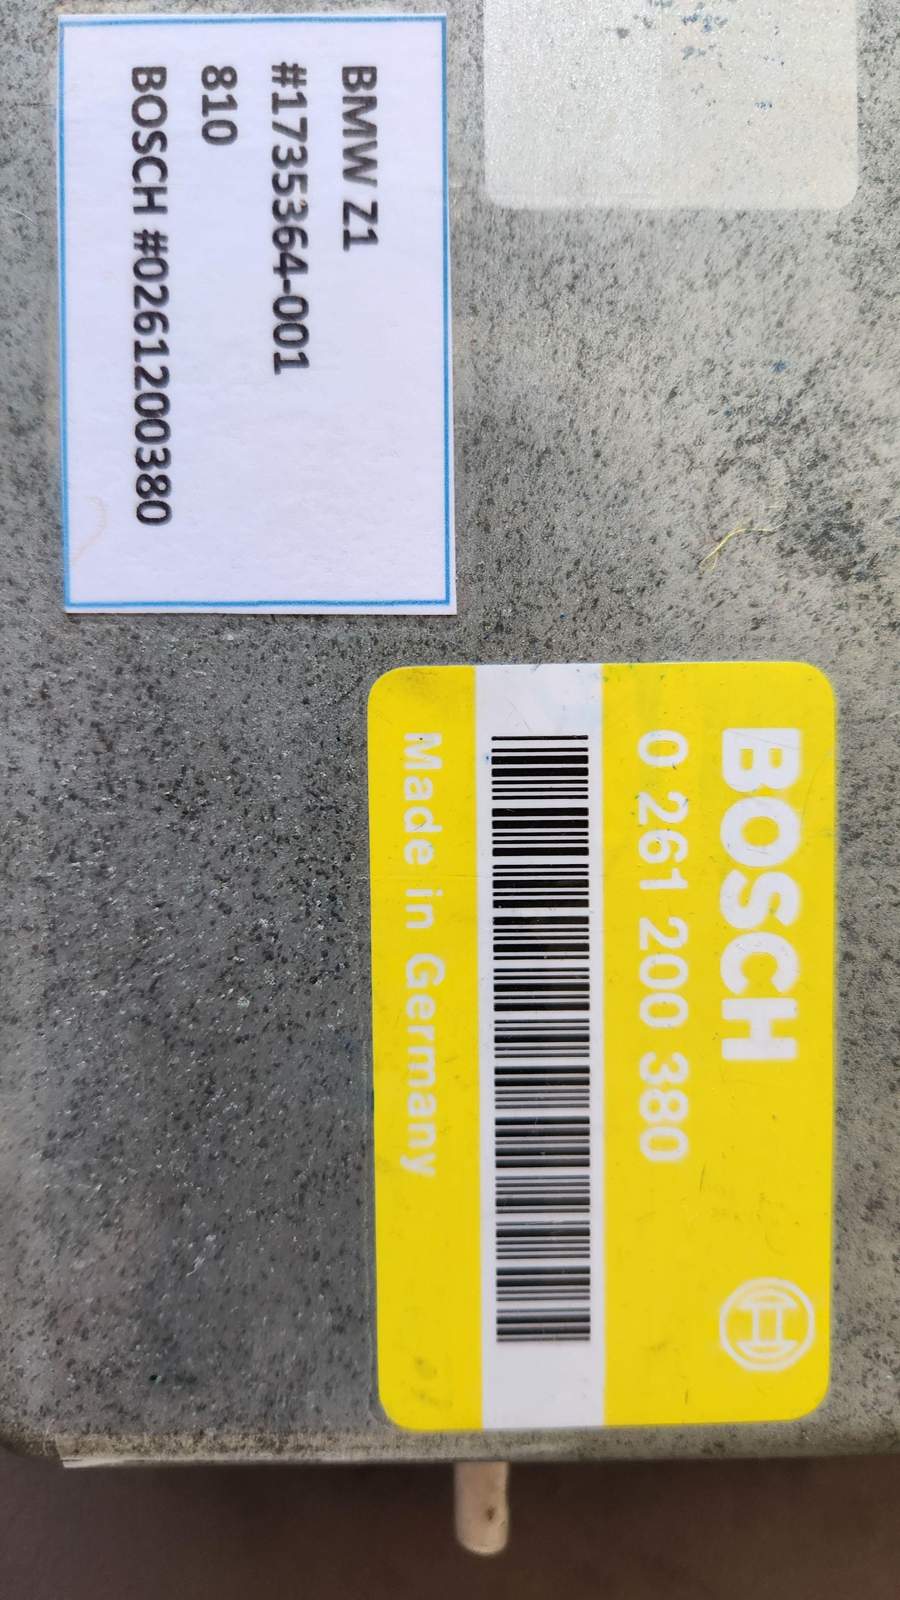 BMW Z1
#1735364-001
810
BOSCH #0261200380
BOSCH
0 261 200 380
Made in Germany